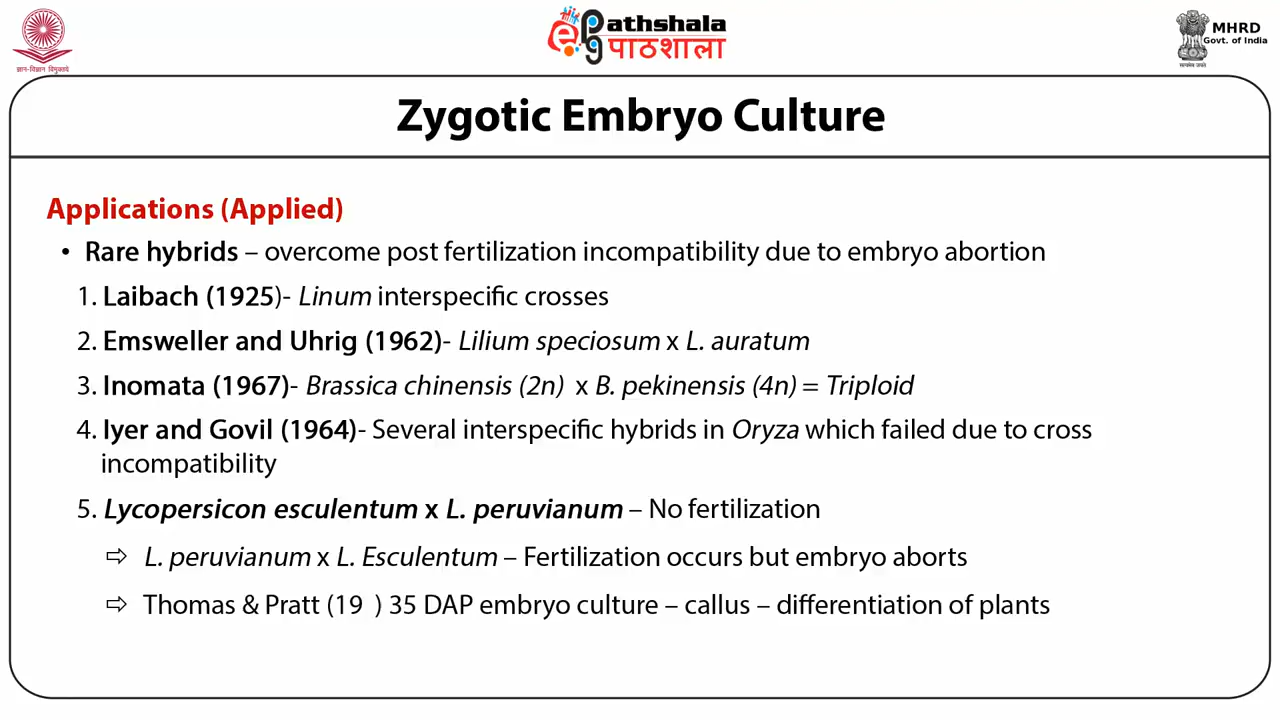 ज्ञान-विज्ञान विमुक्तये
ePathshala
पाठशाला
MHRD
Govt. of India
सत्यमेव जयते
Zygotic Embryo Culture
Applications (Applied)
• Rare hybrids – overcome post fertilization incompatibility due to embryo abortion
1. Laibach (1925)- Linum interspecific crosses
2. Emsweller and Uhrig (1962)- Lilium speciosum x L. auratum
3. Inomata (1967)- Brassica chinensis (2n) x B. pekinensis (4n) = Triploid
4. Iyer and Govil (1964)- Several interspecific hybrids in Oryza which failed due to cross
incompatibility
5. Lycopersicon esculentum x L. peruvianum – No fertilization
⇨ L. peruvianum x L. Esculentum – Fertilization occurs but embryo aborts
⇨ Thomas & Pratt (19 ) 35 DAP embryo culture – callus – differentiation of plants